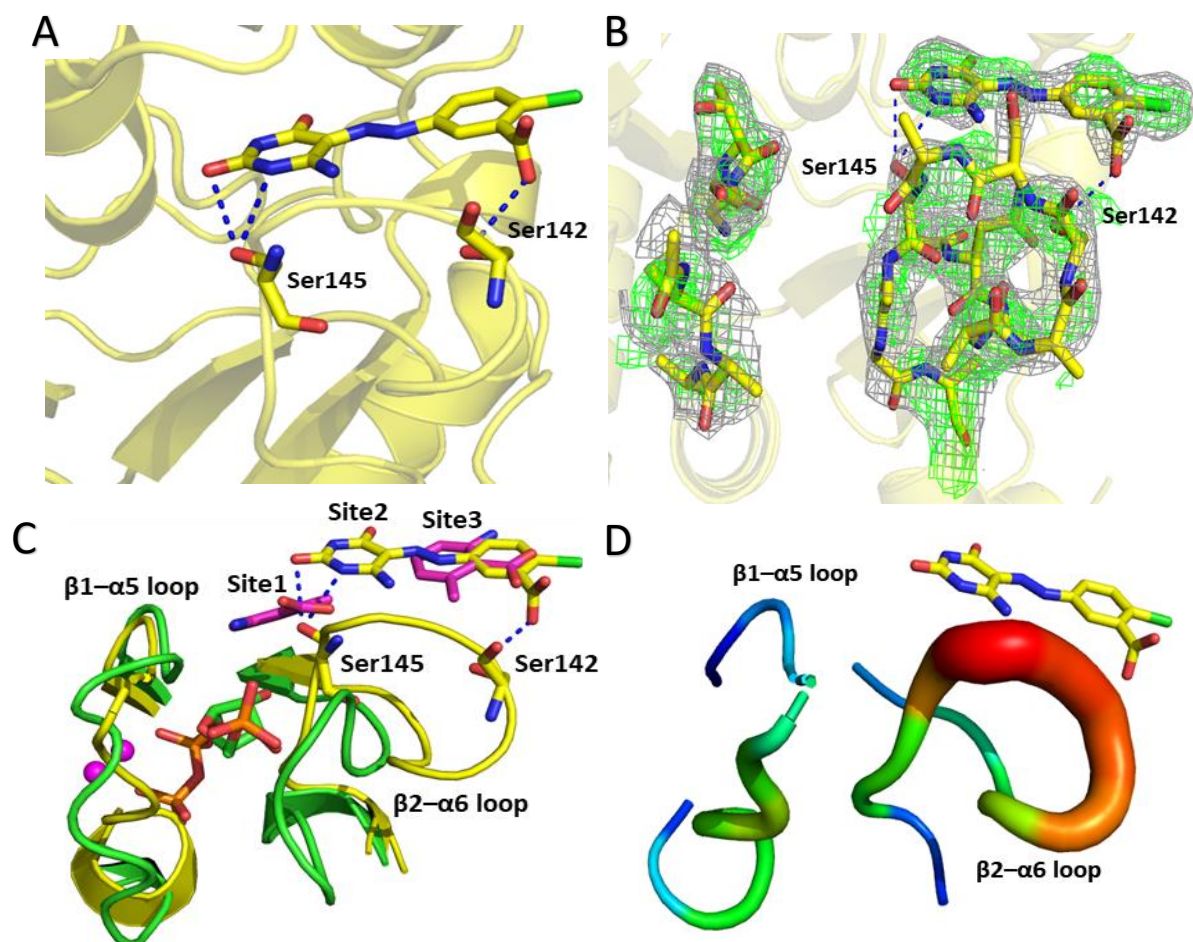 A
Ser145
Ser142
B
Ser145
Ser142
C
Site2
Site3
β1–α5 loop
Site1
Ser145
Ser142
β2–α6 loop
D
β1–α5 loop
β2–α6 loop